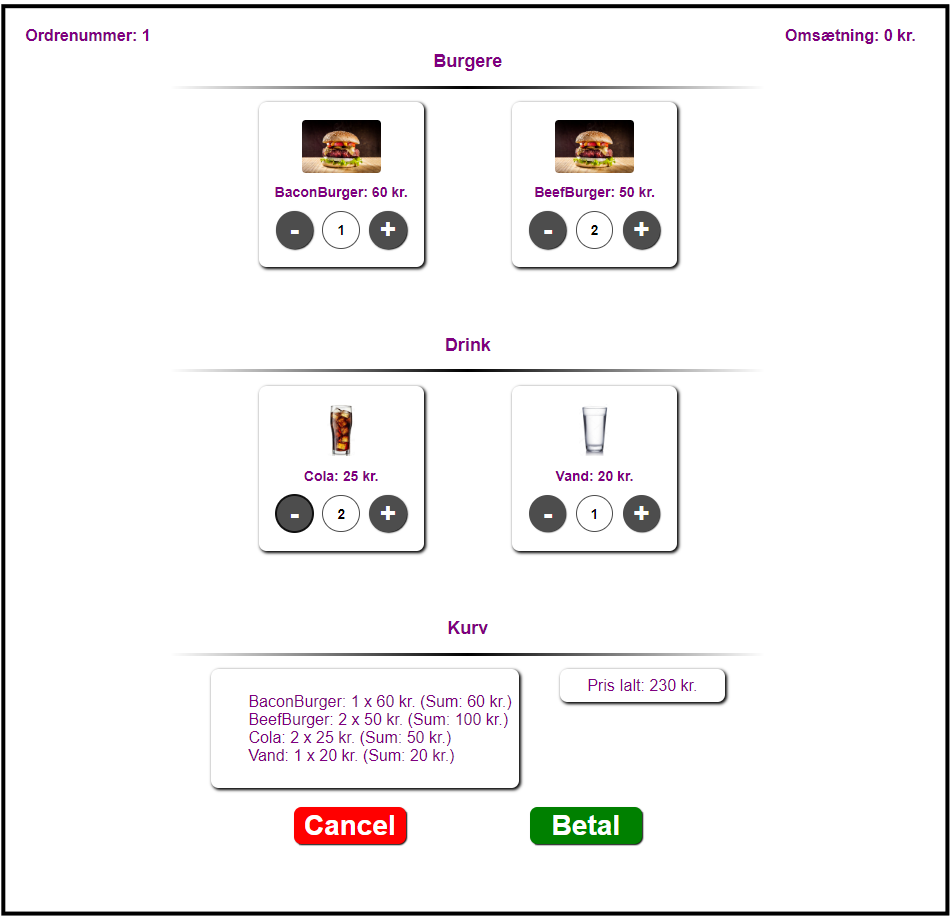 Ordrenummer: 1
Omsætning: 0 kr.
Burgere
BaconBurger: 60 kr.
BeefBurger: 50 kr.
- 1 +
- 2 +
Drink
Cola: 25 kr.
Vand: 20 kr.
- 2 +
- 1 +
Kurv
BaconBurger: 1 x 60 kr. (Sum: 60 kr.)
BeefBurger: 2 x 50 kr. (Sum: 100 kr.)
Cola: 2 x 25 kr. (Sum: 50 kr.)
Vand: 1 x 20 kr. (Sum: 20 kr.)
Pris Ialt: 230 kr.
Cancel
Betal